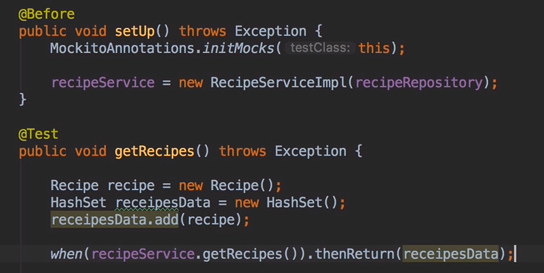 @Before
public void setUp() throws Exception {
MockitoAnnotations.initMocks( testClass: this);
recipeService = new RecipeServiceImpl(recipeRepository);
}
@Test
public void getRecipes() throws Exception {
Recipe recipe = new Recipe();
HashSet receipesData = new HashSet();
receipesData.add(recipe);
when(recipeService.getRecipes()).thenReturn(receipesData);